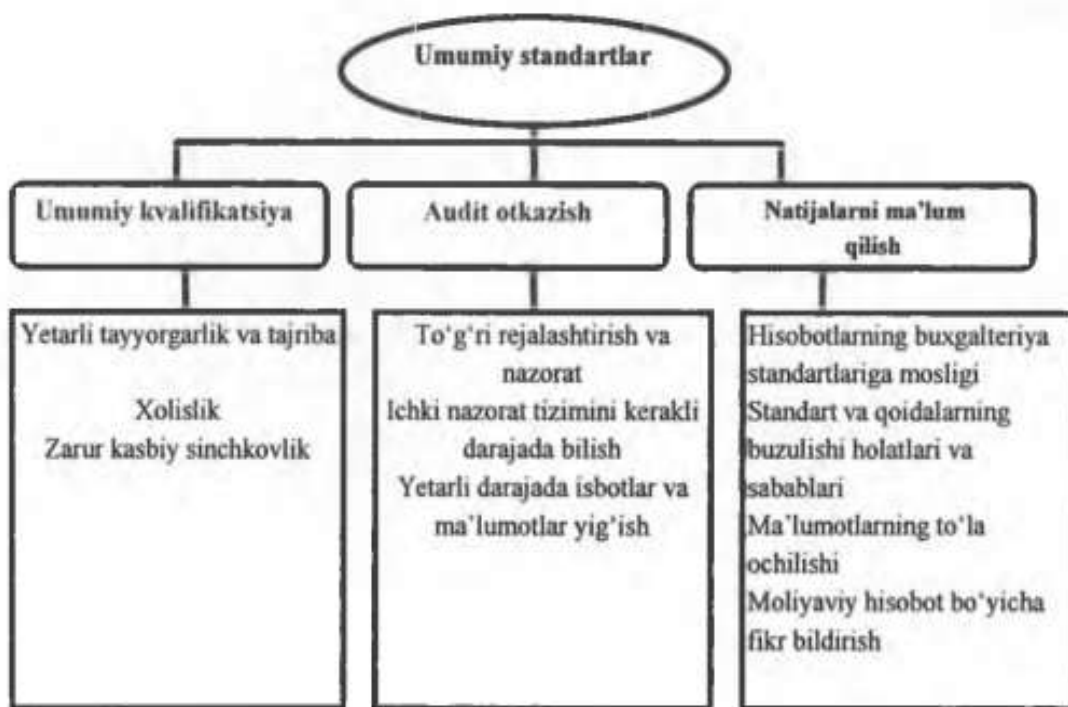 Umumiy standartlar
Umumiy kvalifikatsiya
Audit otkazish
Natijalarni ma’lum
qilish
Yetarli tayyorgarlik va tajriba
Xolislik
Zarur kasbiy sinchkovlik
To‘g‘ri rejalashtirish va
nazorat
Ichki nazorat tizimini kerakli
darajada bilish
Yetarli darajada isbotlar va
ma’lumotlar yig‘ish
Hisobotlarning buxgalteriya
standartlariga mosligi
Standart va qoidalarning
buzulishi holatlari va
sabablari
Ma’lumotlarning to‘la
ochilishi
Moliyaviy hisobot bo‘yicha
fikr bildirish